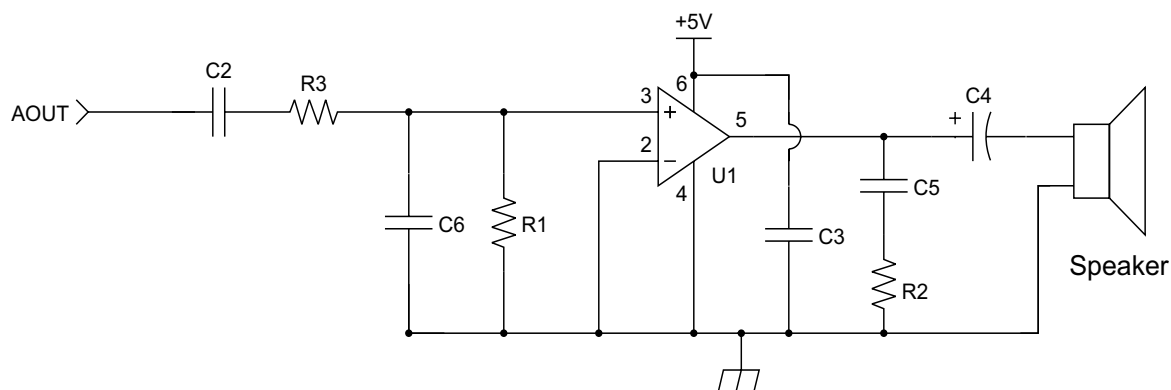 +5V
C2
R3
AOUT
3
6
+
2
−
4
5
U1
C4
+
C6
R1
C3
C5
R2
Speaker